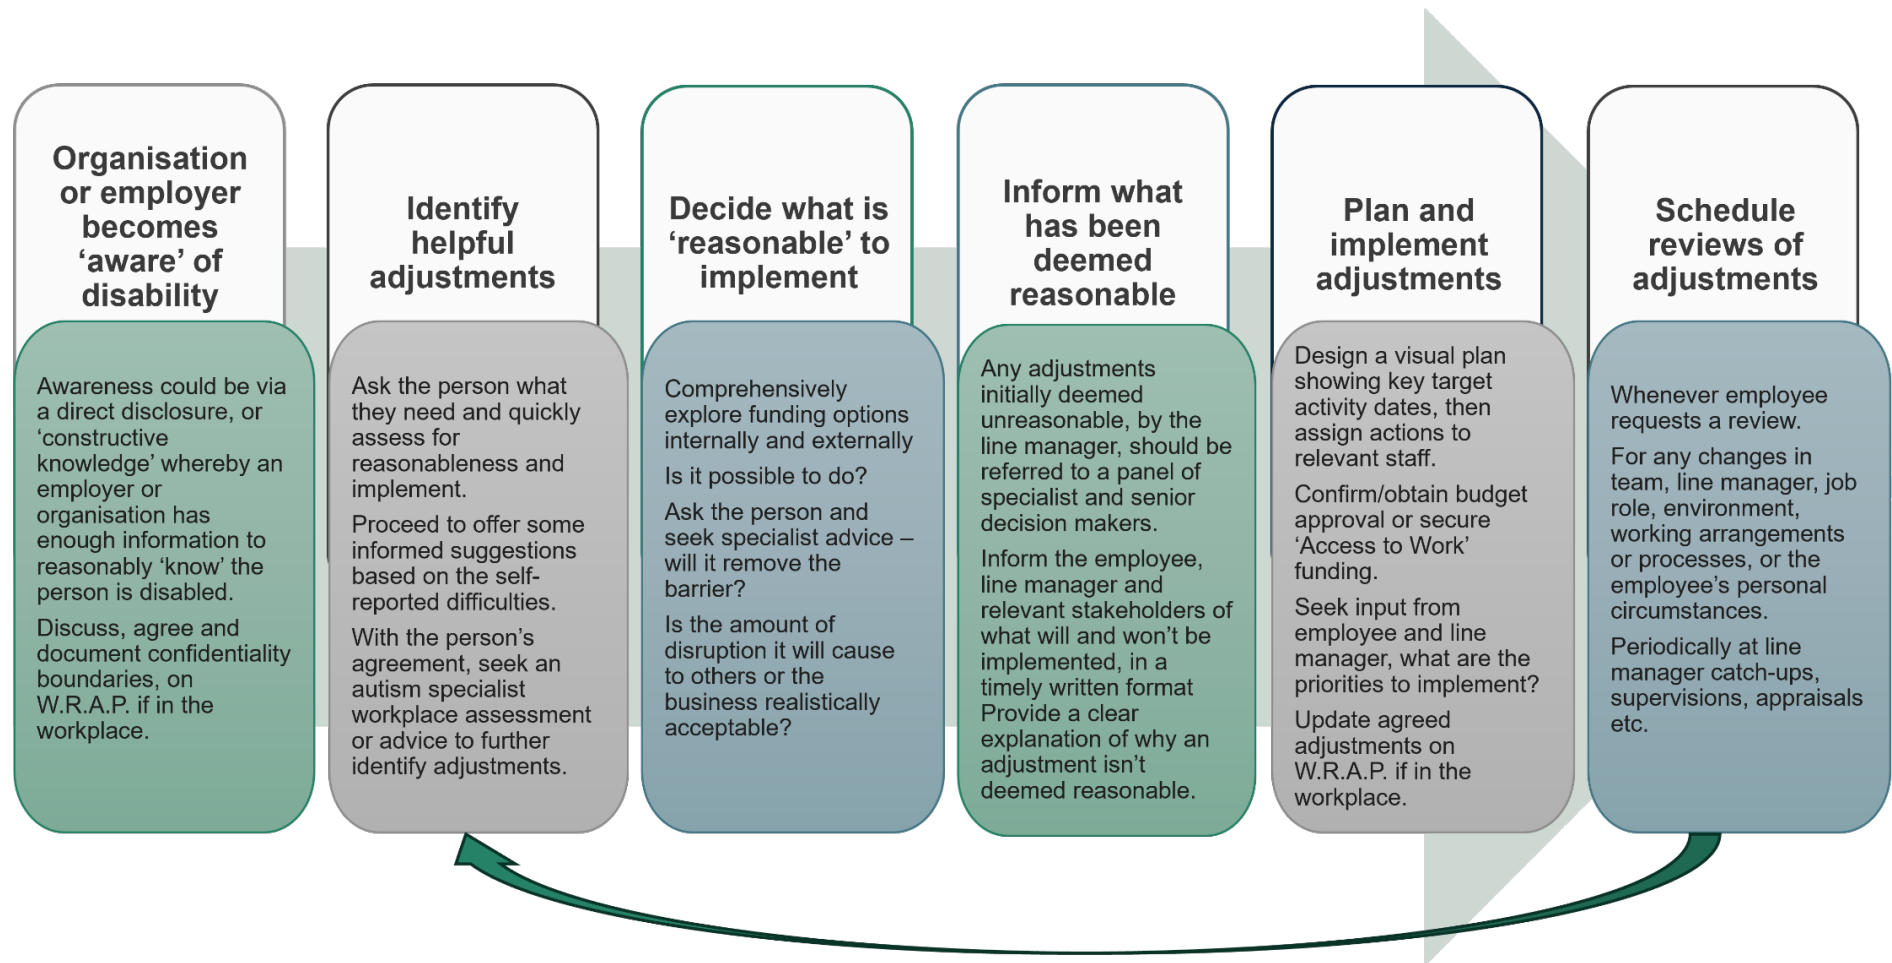 Organisation
or employer
becomes
‘aware’ of
disability
Awareness could be via
a direct disclosure, or
‘constructive
knowledge’ whereby an
employer or
organisation has
enough information to
reasonably ‘know’ the
person is disabled.
Discuss, agree and
document confidentiality
boundaries, on
W.R.A.P. if in the
workplace.
Identify
helpful
adjustments
Ask the person what
they need and quickly
assess for
reasonableness and
implement.
Proceed to offer some
informed suggestions
based on the self-
reported difficulties.
With the person’s
agreement, seek an
autism specialist
workplace assessment
or advice to further
identify adjustments.
Decide what is
‘reasonable’ to
implement
Comprehensively
explore funding options
internally and externally
Is it possible to do?
Ask the person and
seek specialist advice –
will it remove the
barrier?
Is the amount of
disruption it will cause
to others or the
business realistically
acceptable?
Inform what
has been
deemed
reasonable
Any adjustments
initially deemed
unreasonable, by the
line manager, should be
referred to a panel of
specialist and senior
decision makers.
Inform the employee,
line manager and
relevant stakeholders of
what will and won’t be
implemented, in a
timely written format
Provide a clear
explanation of why an
adjustment isn’t
deemed reasonable.
Plan and
implement
adjustments
Design a visual plan
showing key target
activity dates, then
assign actions to
relevant staff.
Confirm/obtain budget
approval or secure
‘Access to Work’
funding.
Seek input from
employee and line
manager, what are the
priorities to implement?
Update agreed
adjustments on
W.R.A.P. if in the
workplace.
Schedule
reviews of
adjustments
Whenever employee
requests a review.
For any changes in
team, line manager, job
role, environment,
working arrangements
or processes, or the
employee’s personal
circumstances.
Periodically at line
manager catch-ups,
supervisions, appraisals
etc.